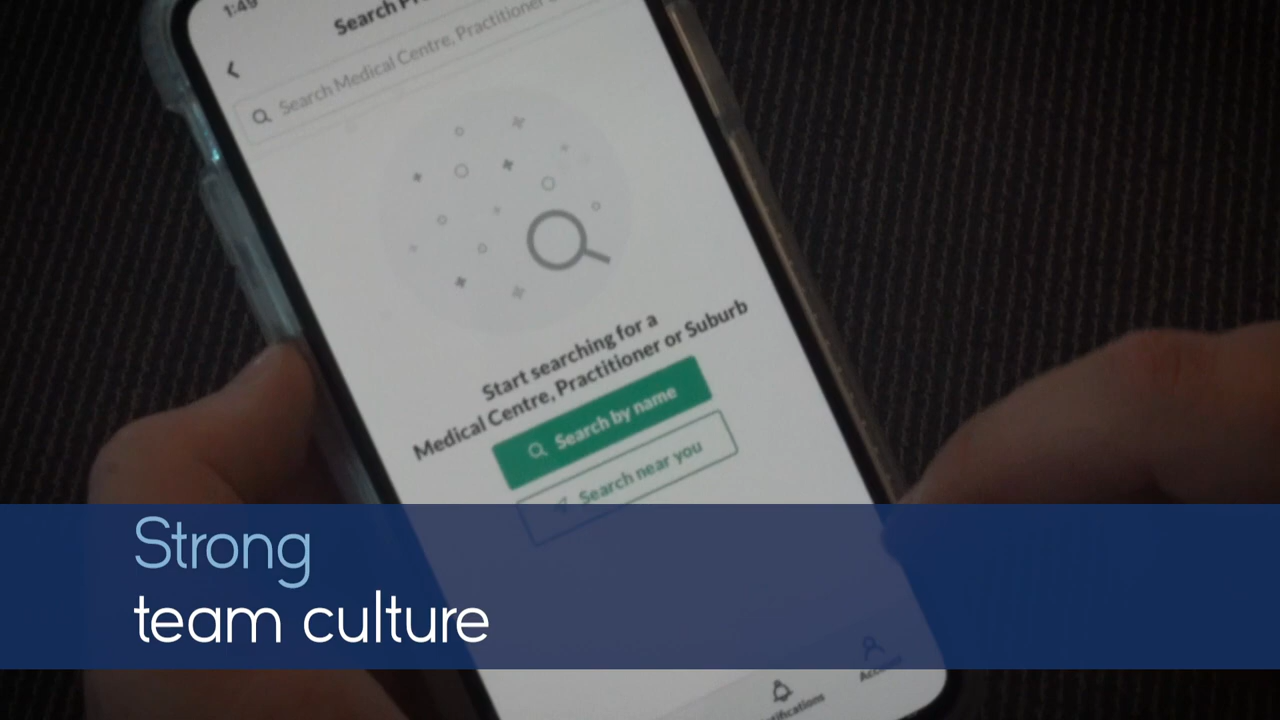 1:49
Search
Search Medical Centre, Practitioner
Start searching for a
Medical Centre, Practitioner or Suburb
Search by name
Search near you
Strong
team culture